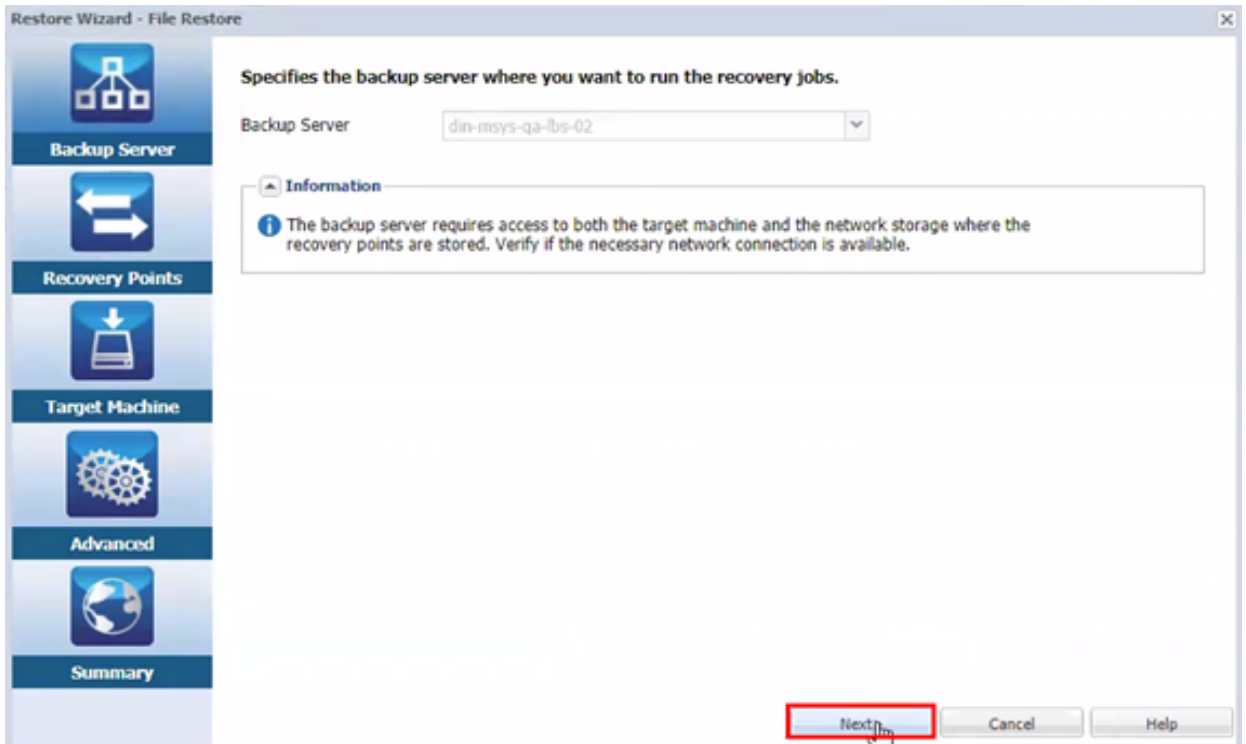 Restore Wizard - File Restore
Backup Server
Recovery Points
Target Machine
Advanced
Summary
Specifies the backup server where you want to run the recovery jobs.
Backup Server
din-msys-qa-lbs-02
Information
The backup server requires access to both the target machine and the network storage where the
recovery points are stored. Verify if the necessary network connection is available.
Next
Cancel
Help